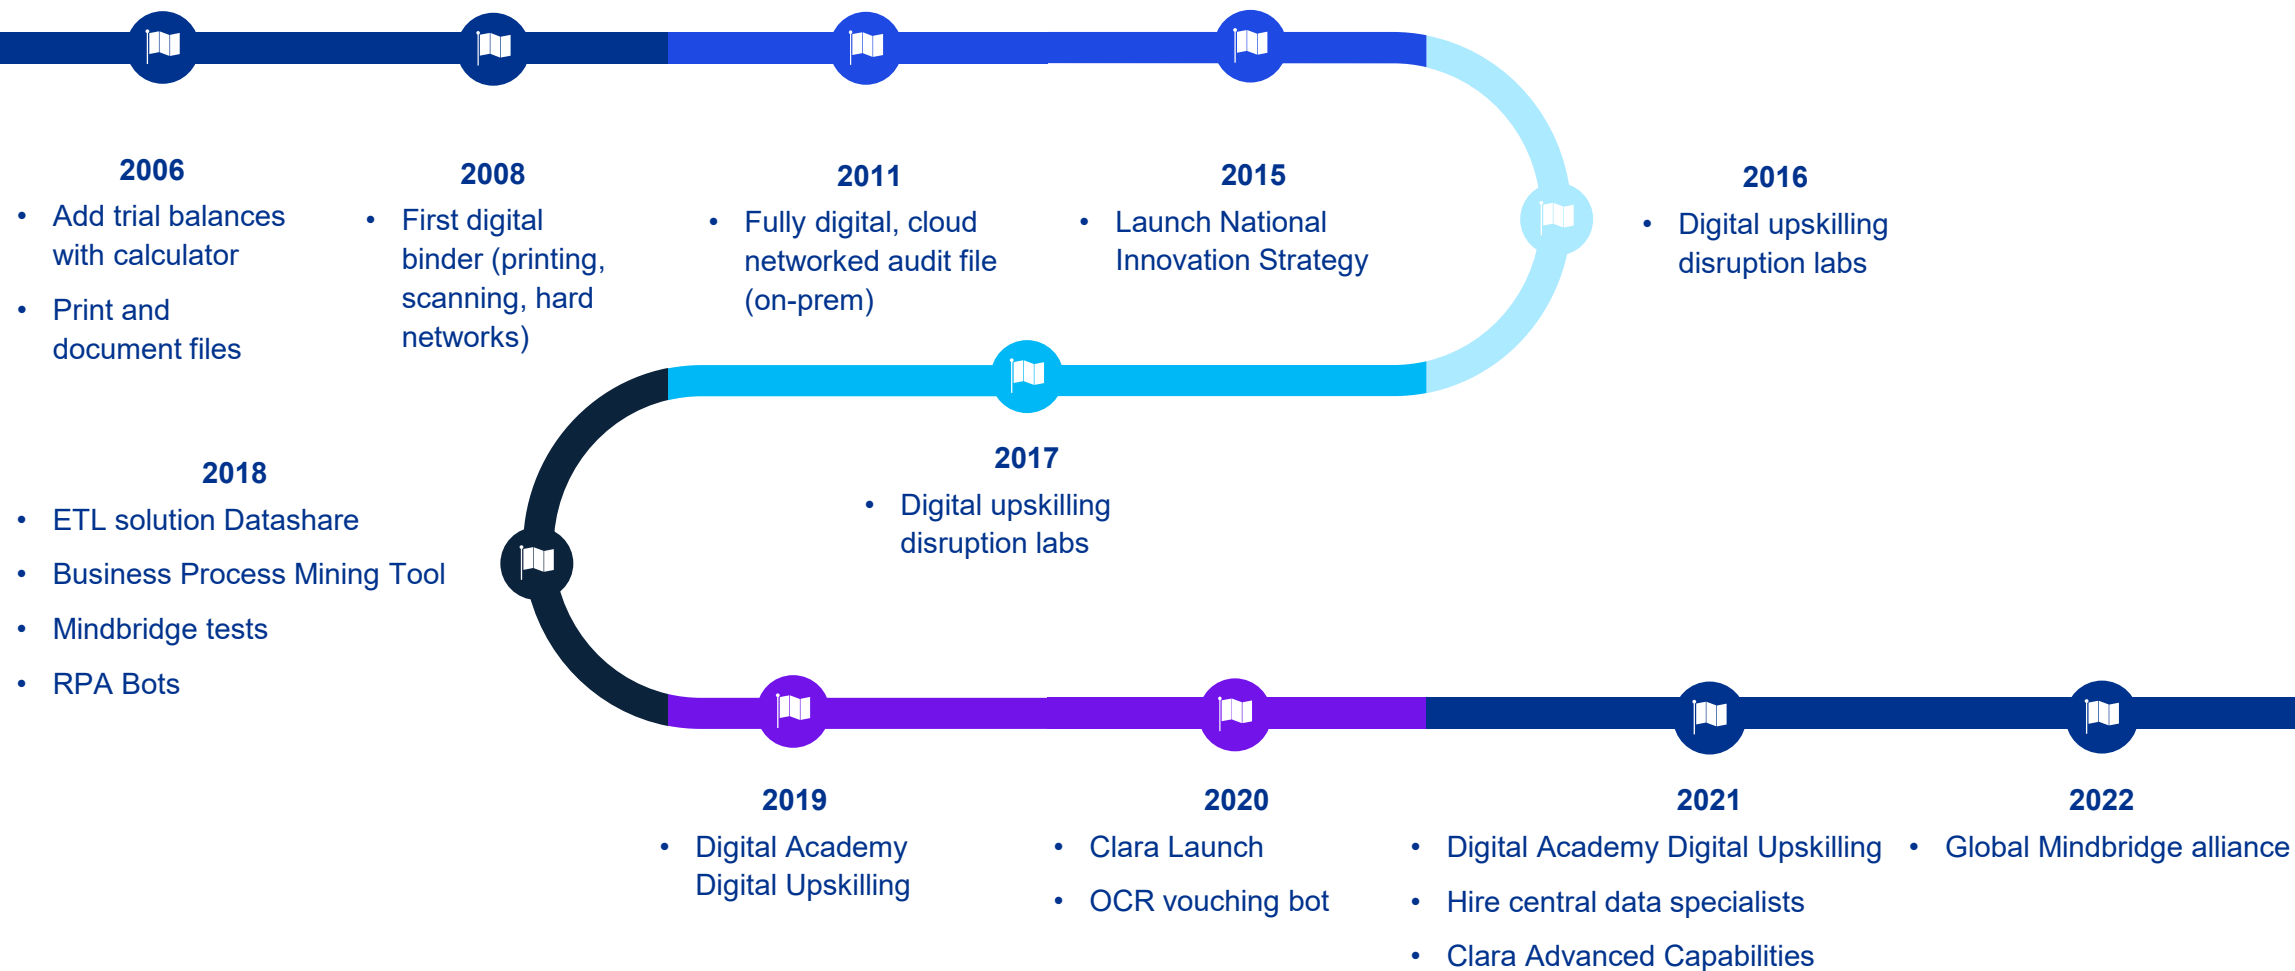 2006
• Add trial balances
with calculator
• Print and
document files
2008
• First digital
binder (printing,
scanning, hard
networks)
2011
• Fully digital, cloud
networked audit file
(on-prem)
2015
• Launch National
Innovation Strategy
2016
• Digital upskilling
disruption labs
2017
• Digital upskilling
disruption labs
2018
• ETL solution Datashare
• Business Process Mining Tool
• Mindbridge tests
• RPA Bots
2019
• Digital Academy
Digital Upskilling
2020
• Clara Launch
• OCR vouching bot
2021
• Digital Academy Digital Upskilling
• Hire central data specialists
• Clara Advanced Capabilities
2022
• Global Mindbridge alliance